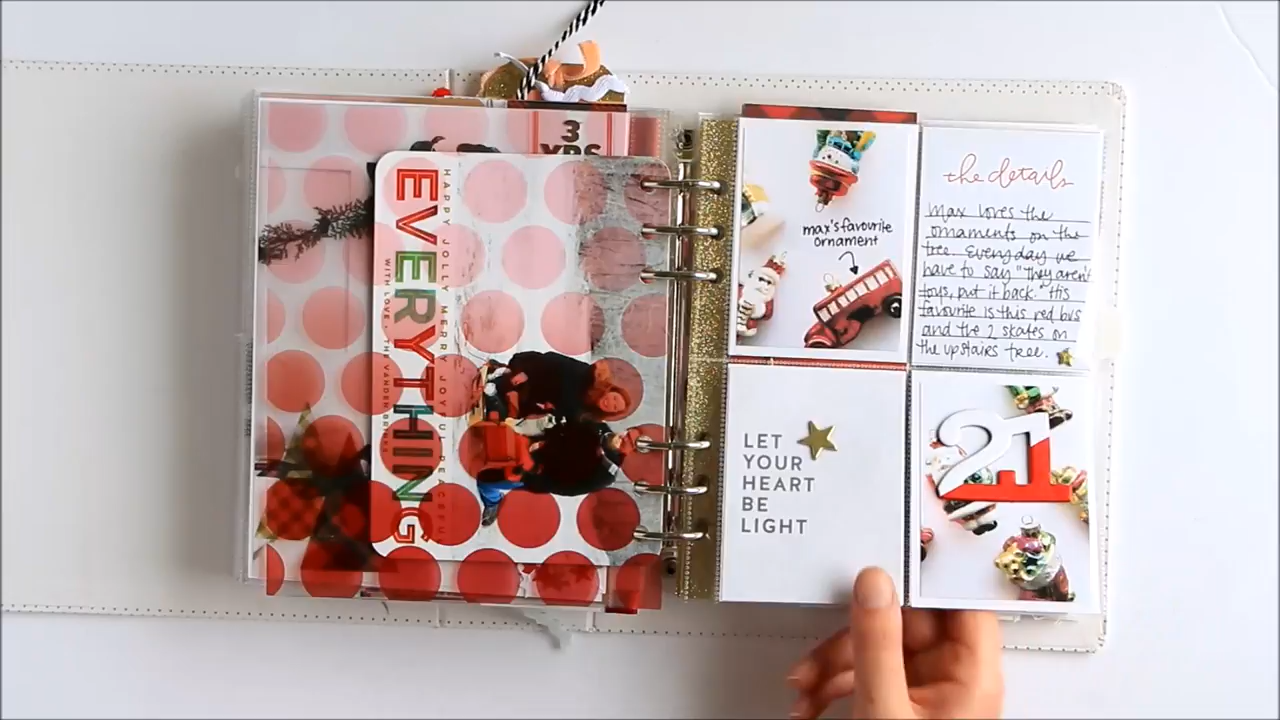 3
YRS
HAPPY JOLLY MERRY JOYFUL PEACEFUL
EVERYTHING
WITH LOVE, THE VANDENBRINKS
max's favourite
ornament
the details
Max loves the
ornaments on the
tree. Everyday we
have to say "they aren't
toys, put it back." His
favourite is this red bus
and the 2 skates on
the upstairs tree.
LET
YOUR
HEART
BE
LIGHT
21